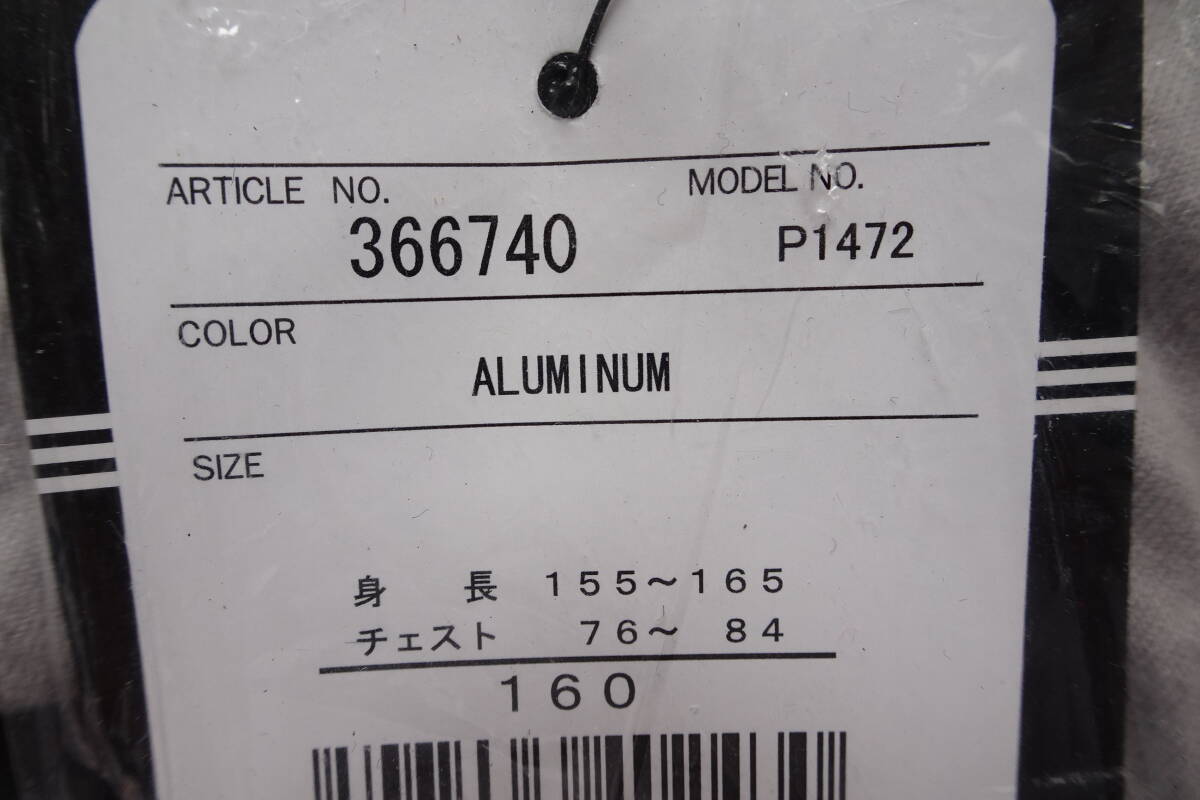 ARTICLE NO. MODEL NO.
366740 P1472
COLOR
ALUMINUM
SIZE
身 長 155~165
チェスト 76~ 84
160